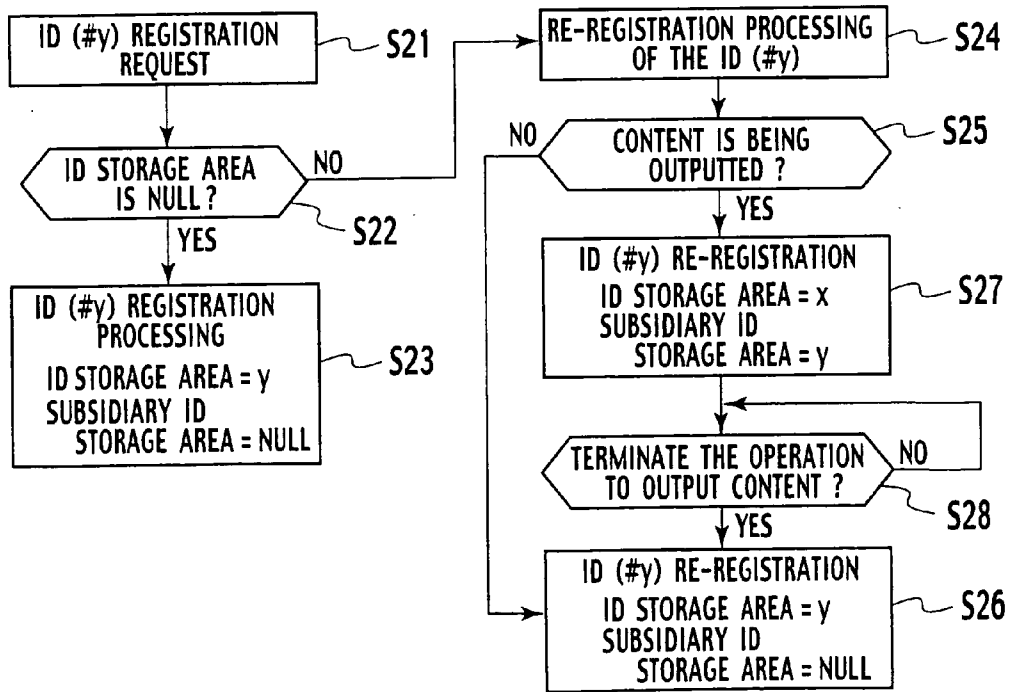 ID (#y) REGISTRATION
REQUEST
S21
ID STORAGE AREA
IS NULL ?
NO
S22
YES
ID (#y) REGISTRATION
PROCESSING
ID STORAGE AREA = y
SUBSIDIARY ID
STORAGE AREA = NULL
S23
RE-REGISTRATION PROCESSING
OF THE ID (#y)
S24
NO
CONTENT IS BEING
OUTPUTTED ?
S25
YES
ID (#y) RE-REGISTRATION
ID STORAGE AREA = x
SUBSIDIARY ID
STORAGE AREA = y
S27
TERMINATE THE OPERATION
TO OUTPUT CONTENT ?
NO
S28
YES
ID (#y) RE-REGISTRATION
ID STORAGE AREA = y
SUBSIDIARY ID
STORAGE AREA = NULL
S26